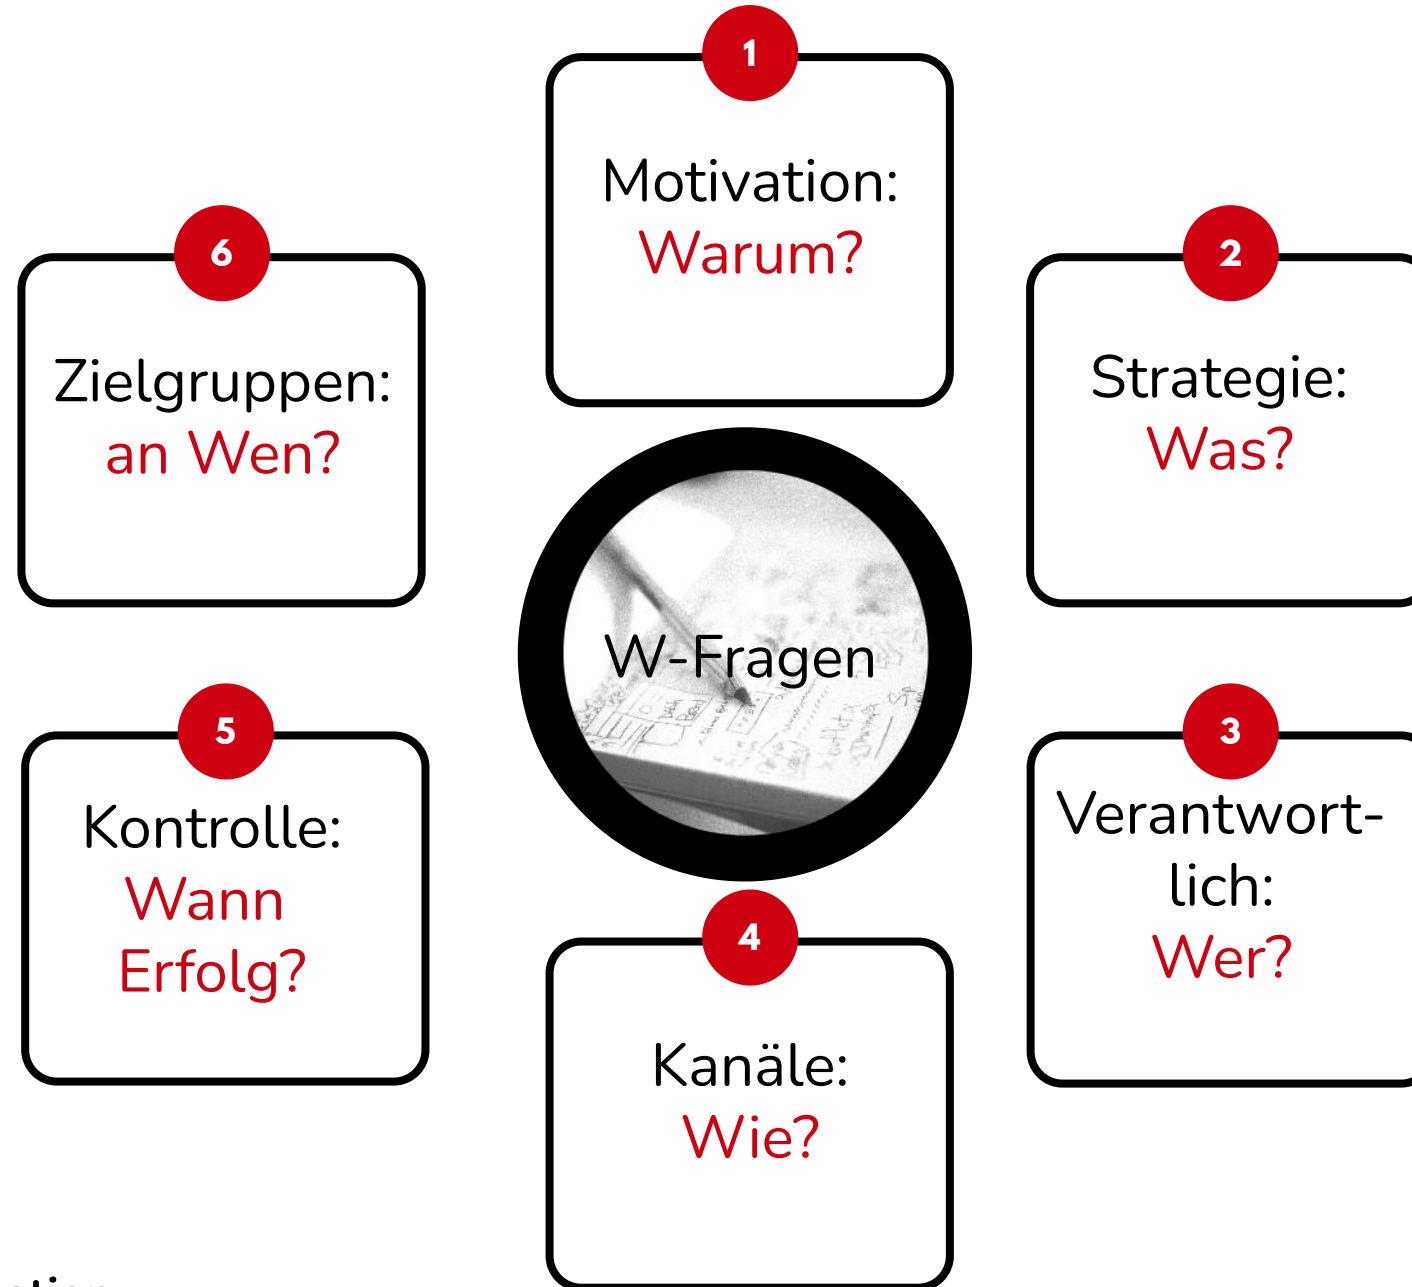 1
Motivation:
Warum?
2
Strategie:
Was?
3
Verantwort-
lich:
Wer?
4
Kanäle:
Wie?
5
Kontrolle:
Wann
Erfolg?
6
Zielgruppen:
an Wen?
W-Fragen